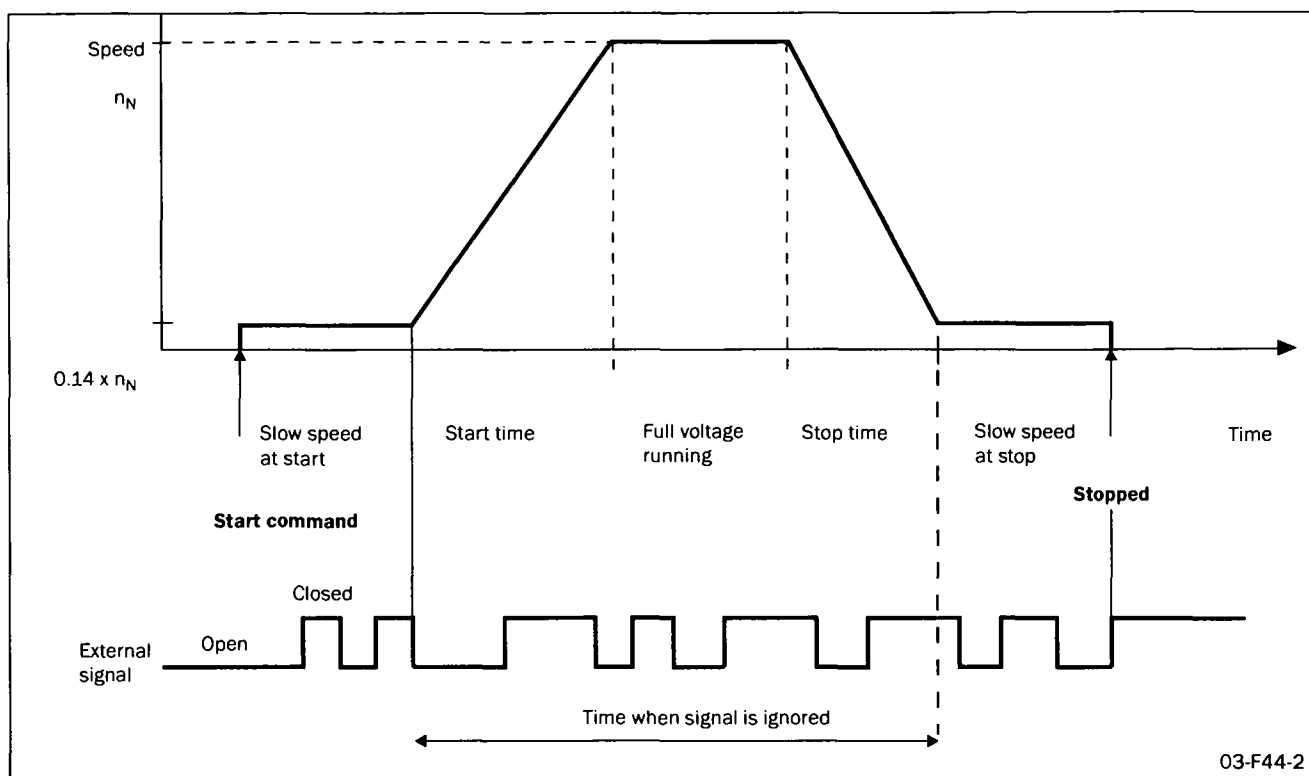 Speed
n_N
0.14 x n_N
Slow speed
at start
Start time
Full voltage
running
Stop time
Slow speed
at stop
Time
Start command
Stopped
Closed
Open
External
signal
Time when signal is ignored
03-F44-2